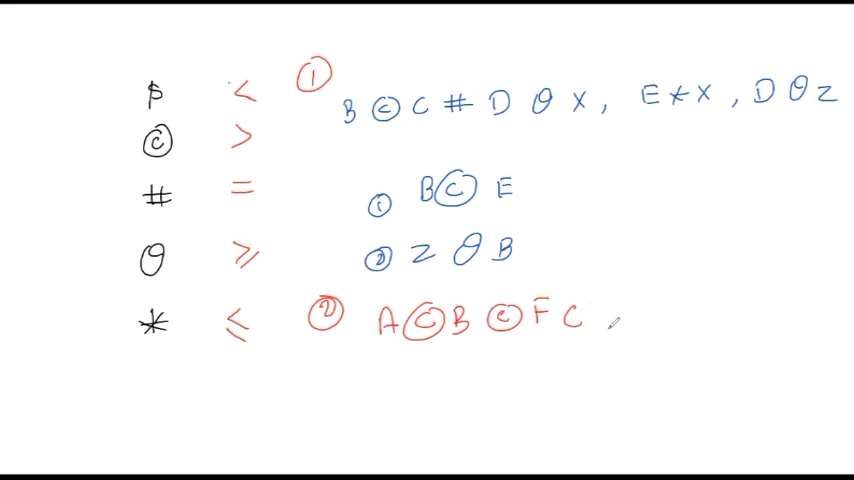 $ < ① B © C # D θ X, E * X, D θ Z
© >
# = ① B © E
θ ≥ ② Z θ B
* ≤ ② A © B © F C